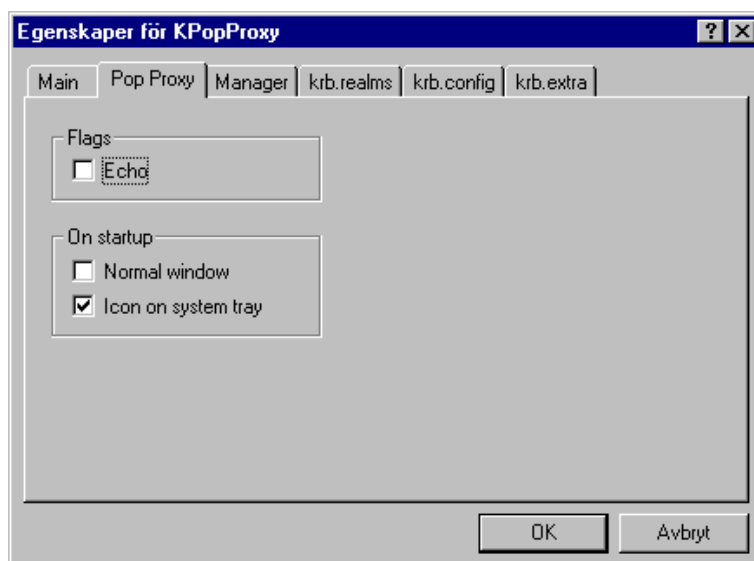 Egenskaper för KPopProxy
Main Pop Proxy Manager krb.realms krb.config krb.extra
Flags
Echo
On startup
Normal window
Icon on system tray
OK Avbryt